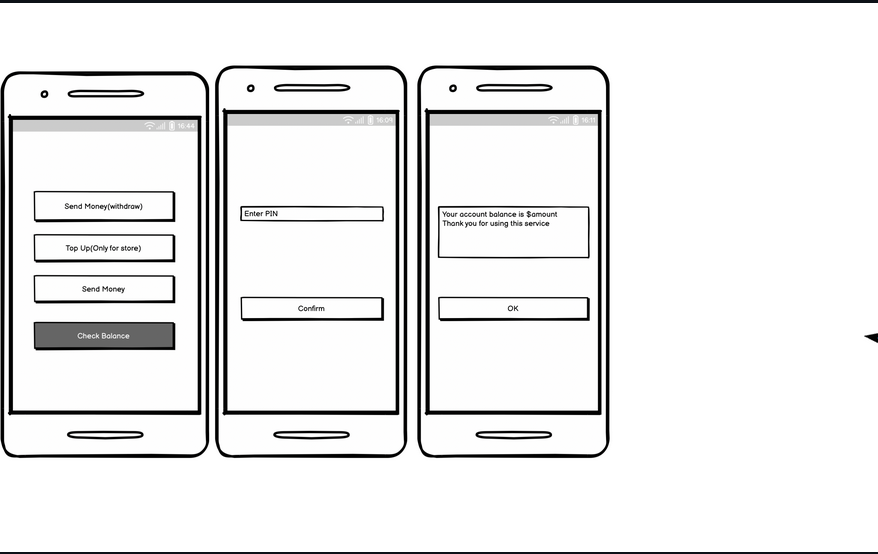 16:44
Send Money(withdraw)
Top Up(Only for store)
Send Money
Check Balance
16:09
Enter PIN
Confirm
16:11
Your account balance is $amount
Thank you for using this service
OK